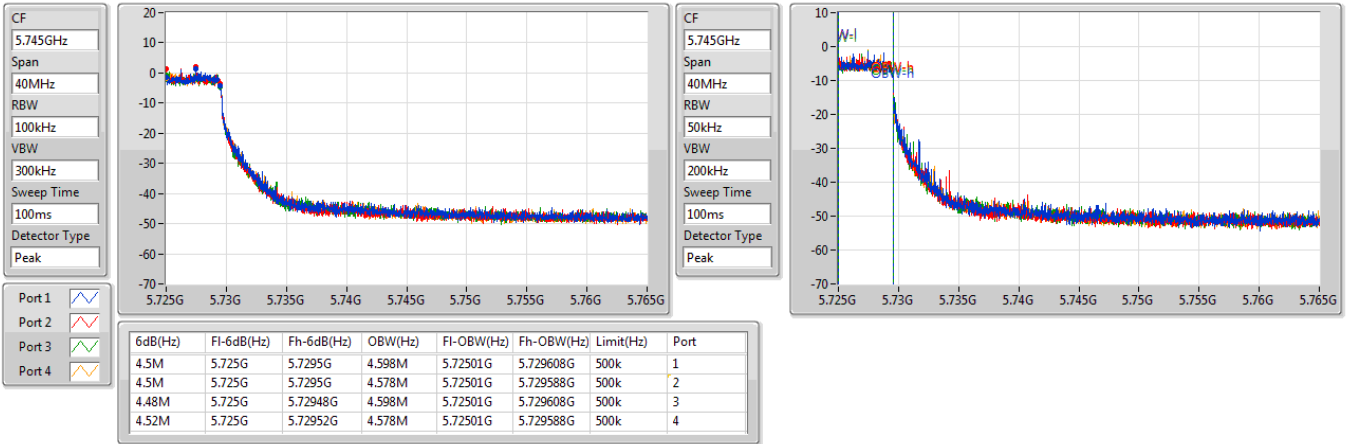 CF
5.745GHz
Span
40MHz
RBW
100kHz
VBW
300kHz
Sweep Time
100ms
Detector Type
Peak
20
10
0
-10
-20
-30
-40
-50
-60
-70
5.725G 5.73G 5.735G 5.74G 5.745G 5.75G 5.755G 5.76G 5.765G
CF
5.745GHz
Span
40MHz
RBW
50kHz
VBW
200kHz
Sweep Time
100ms
Detector Type
Peak
10
0
-10
-20
-30
-40
-50
-60
-70
OBW-h
5.725G 5.73G 5.735G 5.74G 5.745G 5.75G 5.755G 5.76G 5.765G
Port 1
Port 2
Port 3
Port 4
6dB(Hz) Fl-6dB(Hz) Fh-6dB(Hz) OBW(Hz) Fl-OBW(Hz) Fh-OBW(Hz) Limit(Hz) Port
4.5M 5.725G 5.7295G 4.598M 5.72501G 5.729608G 500k 1
4.5M 5.725G 5.7295G 4.578M 5.72501G 5.729588G 500k 2
4.48M 5.725G 5.72948G 4.598M 5.72501G 5.729608G 500k 3
4.52M 5.725G 5.72952G 4.578M 5.72501G 5.729588G 500k 4